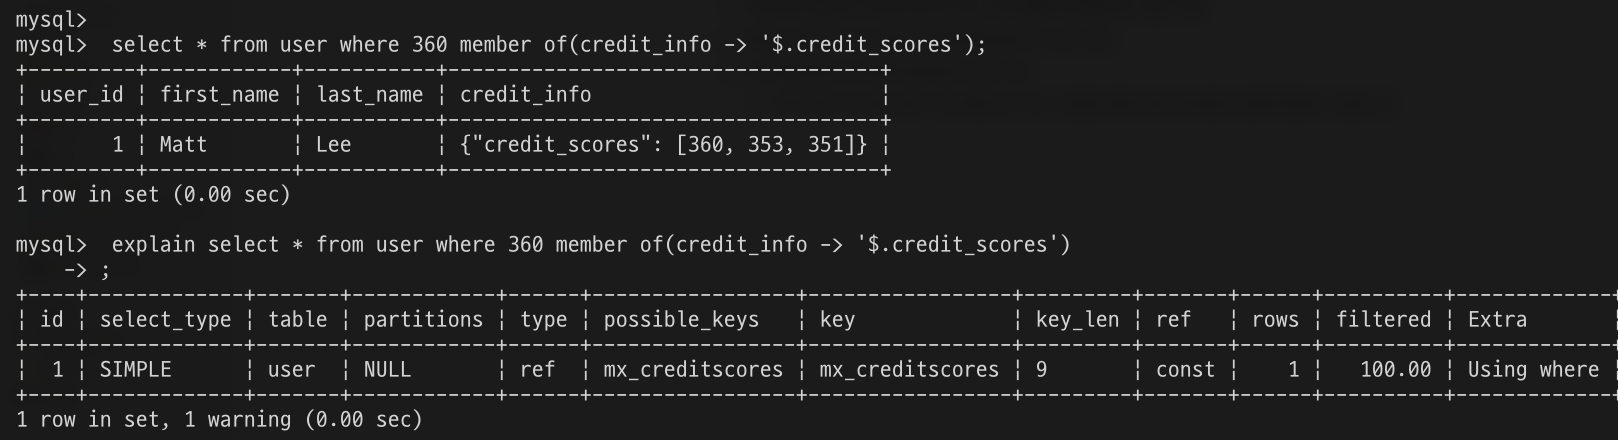 mysql>
mysql>  select * from user where 360 member of(credit_info -> '$.credit_scores');
+---------+------------+-----------+------------------------------------+
¦ user_id ¦ first_name ¦ last_name ¦ credit_info                        ¦
+---------+------------+-----------+------------------------------------+
¦       1 ¦ Matt       ¦ Lee       ¦ {"credit_scores": [360, 353, 351]} ¦
+---------+------------+-----------+------------------------------------+
1 row in set (0.00 sec)

mysql>  explain select * from user where 360 member of(credit_info -> '$.credit_scores')
    -> ;
+----+-------------+-------+------------+------+-----------------+-----------------+---------+-------+------+----------+-------------+
¦ id ¦ select_type ¦ table ¦ partitions ¦ type ¦ possible_keys   ¦ key             ¦ key_len ¦ ref   ¦ rows ¦ filtered ¦ Extra       ¦
+----+-------------+-------+------------+------+-----------------+-----------------+---------+-------+------+----------+-------------+
¦  1 ¦ SIMPLE      ¦ user  ¦ NULL       ¦ ref  ¦ mx_creditscores ¦ mx_creditscores ¦ 9       ¦ const ¦    1 ¦   100.00 ¦ Using where ¦
+----+-------------+-------+------------+------+-----------------+-----------------+---------+-------+------+----------+-------------+
1 row in set, 1 warning (0.00 sec)